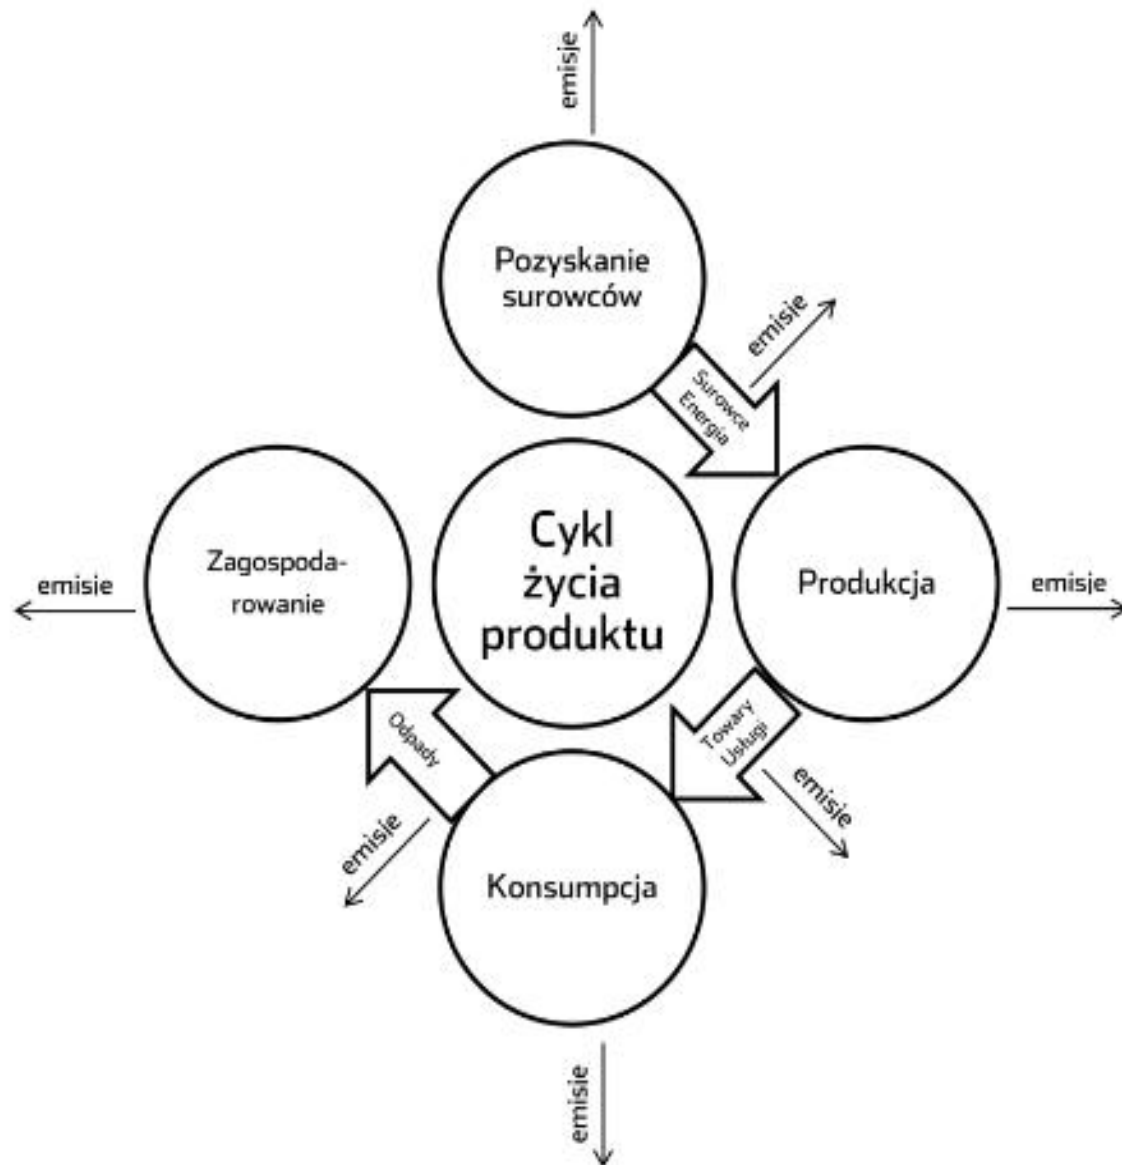 emisje
Pozyskanie
surowców
emisje
Surowce
Energia
Cykl
życia
produktu
Zagospoda-
rowanie
emisje
Produkcja
emisje
Towary
Usługi
emisje
Odpady
emisje
Konsumpcja
emisje